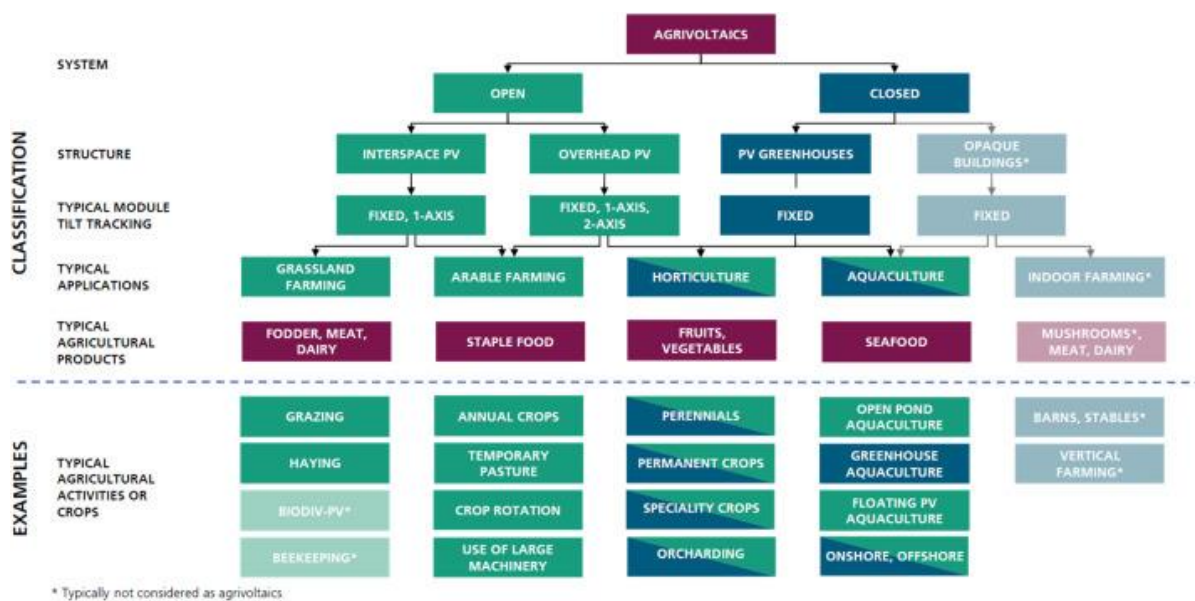 AGRIVOLTAICS
SYSTEM
OPEN
CLOSED
CLASSIFICATION
STRUCTURE
INTERSPACE PV
OVERHEAD PV
PV GREENHOUSES
OPAQUE
BUILDINGS*
TYPICAL MODULE
TILT TRACKING
FIXED, 1-AXIS
FIXED, 1-AXIS,
2-AXIS
FIXED
FIXED
TYPICAL
APPLICATIONS
GRASSLAND
FARMING
ARABLE FARMING
HORTICULTURE
AQUACULTURE
INDOOR FARMING*
TYPICAL
AGRICULTURAL
PRODUCTS
FODDER, MEAT,
DAIRY
STAPLE FOOD
FRUITS,
VEGETABLES
SEAFOOD
MUSHROOMS*,
MEAT, DAIRY
EXAMPLES
TYPICAL
AGRICULTURAL
ACTIVITIES OR
CROPS
GRAZING
ANNUAL CROPS
PERENNIALS
OPEN POND
AQUACULTURE
BARNS, STABLES*
HAYING
TEMPORARY
PASTURE
PERMANENT CROPS
GREENHOUSE
AQUACULTURE
VERTICAL
FARMING*
BIODIV-PV*
CROP ROTATION
SPECIALITY CROPS
FLOATING PV
AQUACULTURE
BEEKEEPING*
USE OF LARGE
MACHINERY
ORCHARDING
ONSHORE, OFFSHORE
* Typically not considered as agrivoltaics